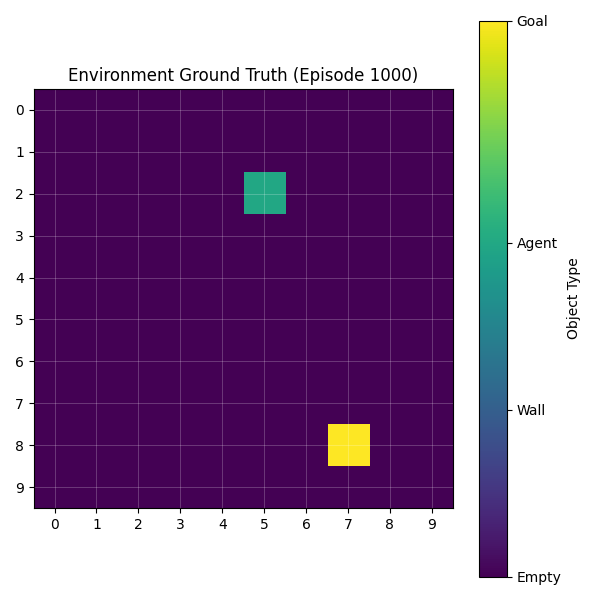 Environment Ground Truth (Episode 1000)
0
1
2
3
4
5
6
7
8
9
0 1 2 3 4 5 6 7 8 9
Goal
Agent
Wall
Empty
Object Type